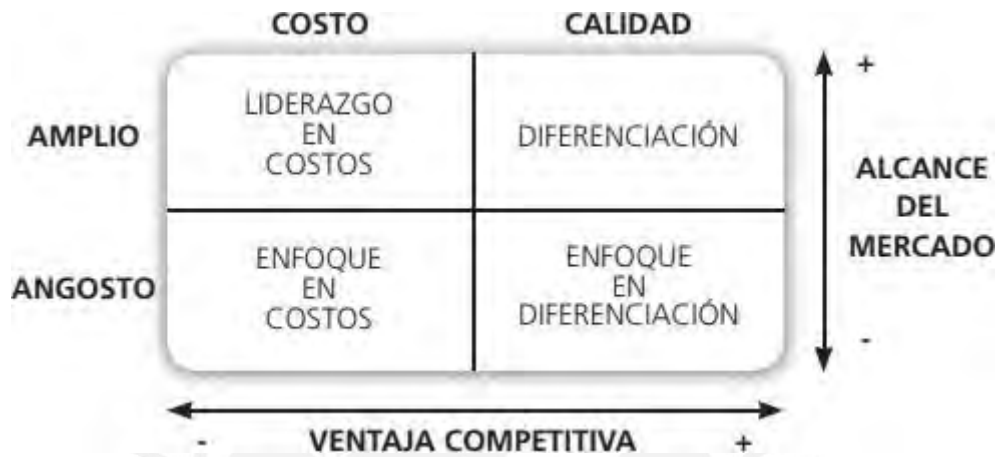 COSTO CALIDAD
+
LIDERAZGO
EN
COSTOS
DIFERENCIACIÓN
AMPLIO
ALCANCE
DEL
MERCADO
ENFOQUE
EN
COSTOS
ENFOQUE
EN
DIFERENCIACIÓN
ANGOSTO
-
- VENTAJA COMPETITIVA +